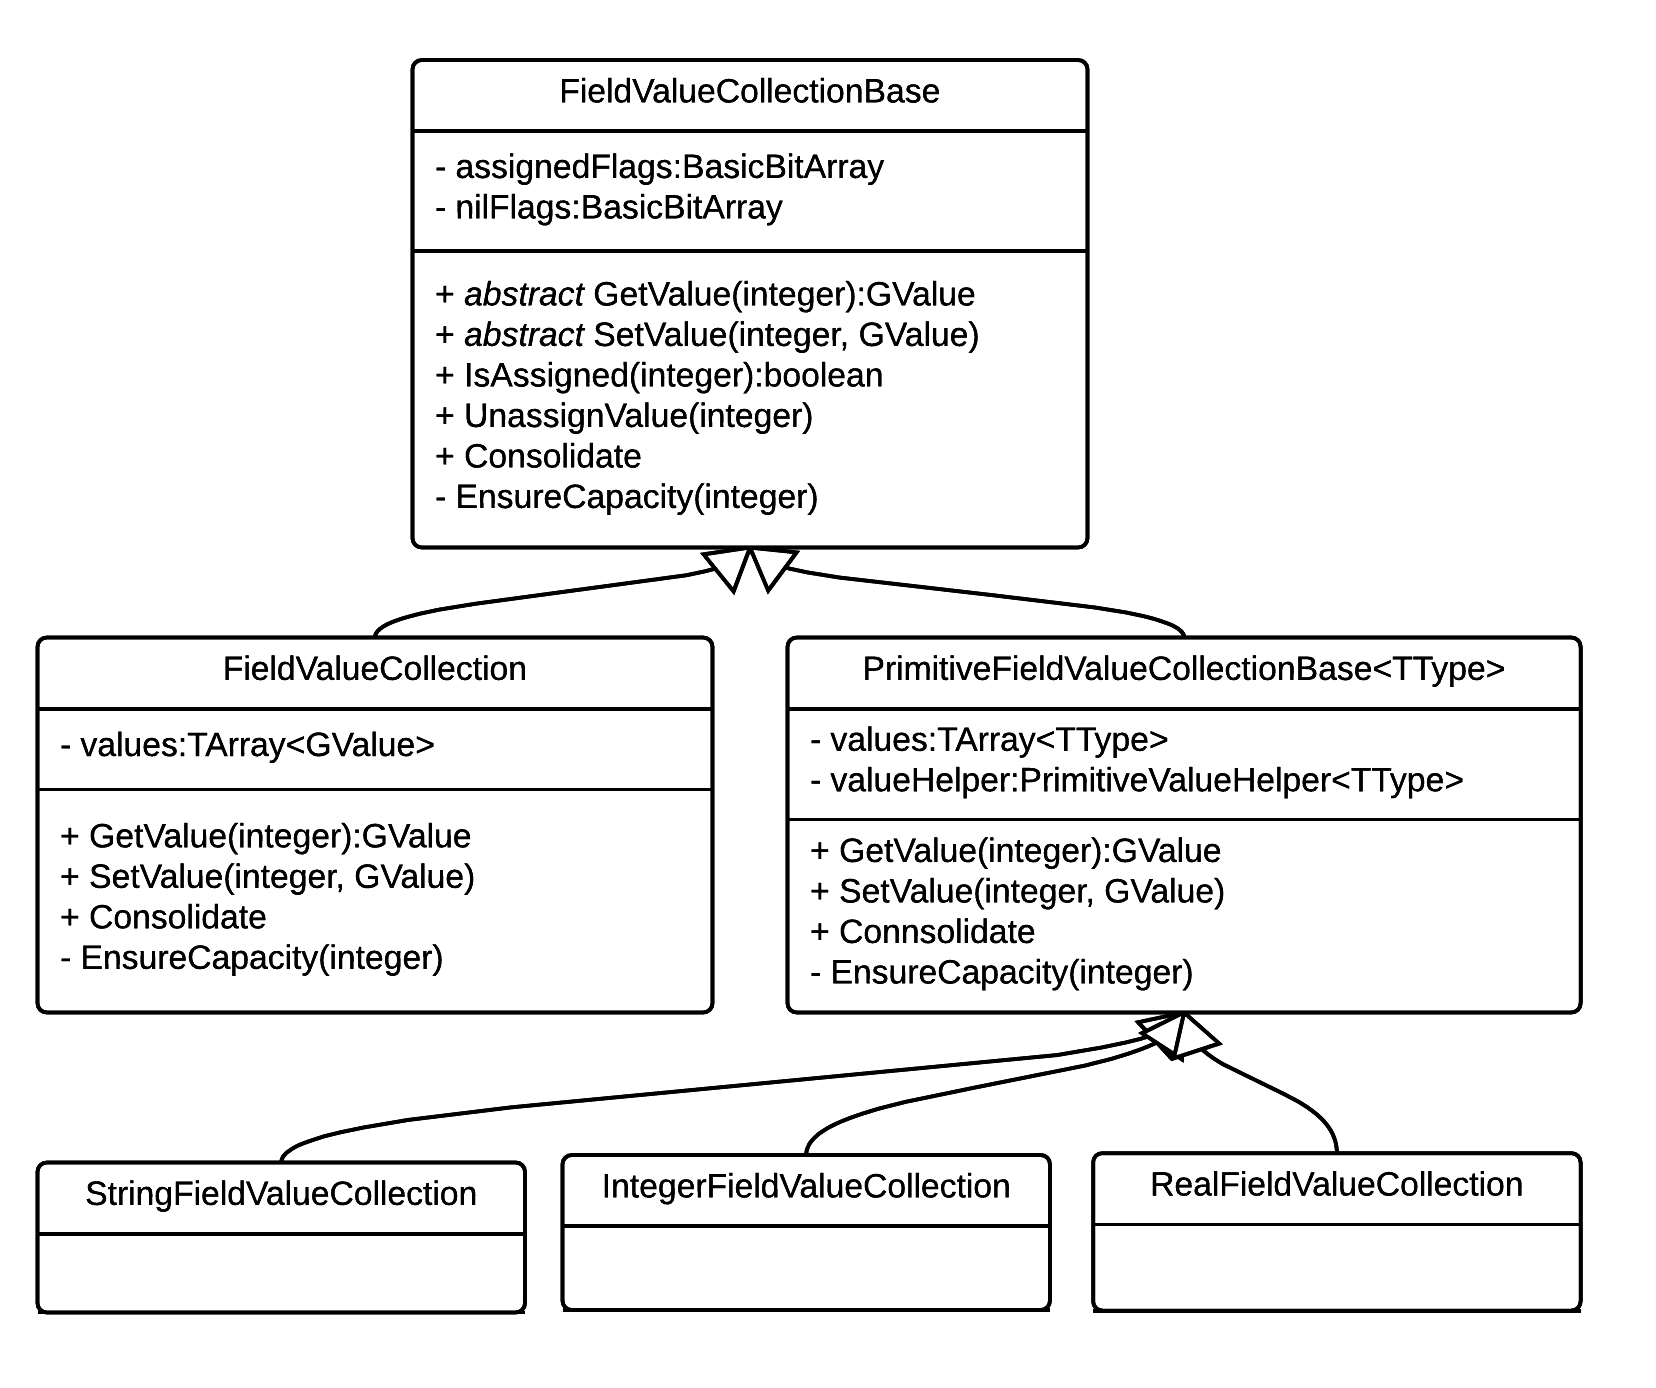 FieldValueCollectionBase
- assignedFlags:BasicBitArray
- nilFlags:BasicBitArray
+ abstract GetValue(integer):GValue
+ abstract SetValue(integer, GValue)
+ IsAssigned(integer):boolean
+ UnassignValue(integer)
+ Consolidate
- EnsureCapacity(integer)
FieldValueCollection
- values:TArray<GValue>
+ GetValue(integer):GValue
+ SetValue(integer, GValue)
+ Consolidate
- EnsureCapacity(integer)
PrimitiveFieldValueCollectionBase<TType>
- values:TArray<TType>
- valueHelper:PrimitiveValueHelper<TType>
+ GetValue(integer):GValue
+ SetValue(integer, GValue)
+ Connsolidate
- EnsureCapacity(integer)
StringFieldValueCollection
IntegerFieldValueCollection
RealFieldValueCollection